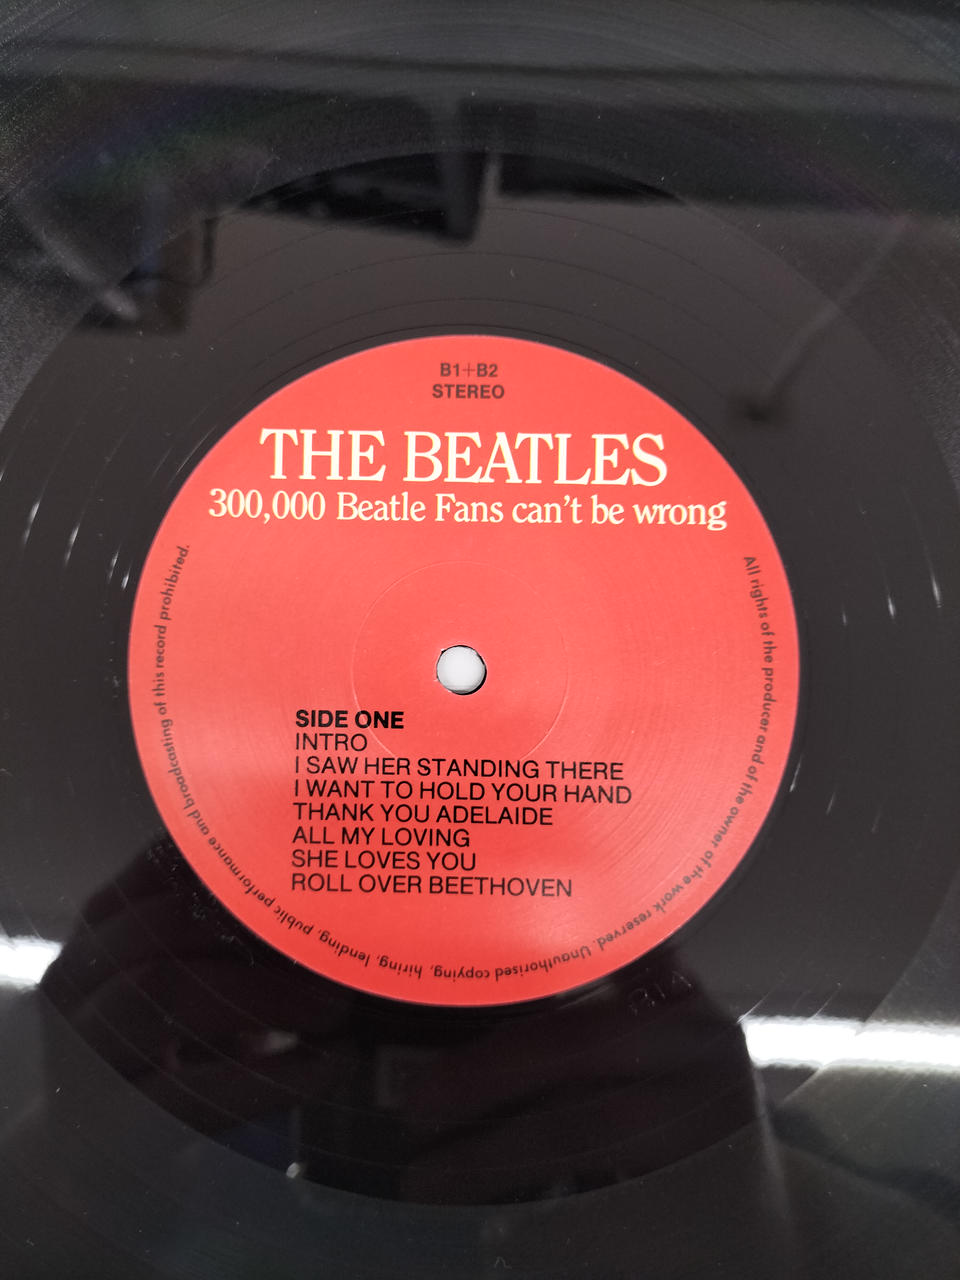 B1+B2
STEREO
THE BEATLES
300,000 Beatle Fans can't be wrong
SIDE ONE
INTRO
I SAW HER STANDING THERE
I WANT TO HOLD YOUR HAND
THANK YOU ADELAIDE
ALL MY LOVING
SHE LOVES YOU
ROLL OVER BEETHOVEN
All rights of the producer and of the owner of the work reserved. Unauthorised copying, hiring, lending, public performance and broadcasting of this record prohibited.